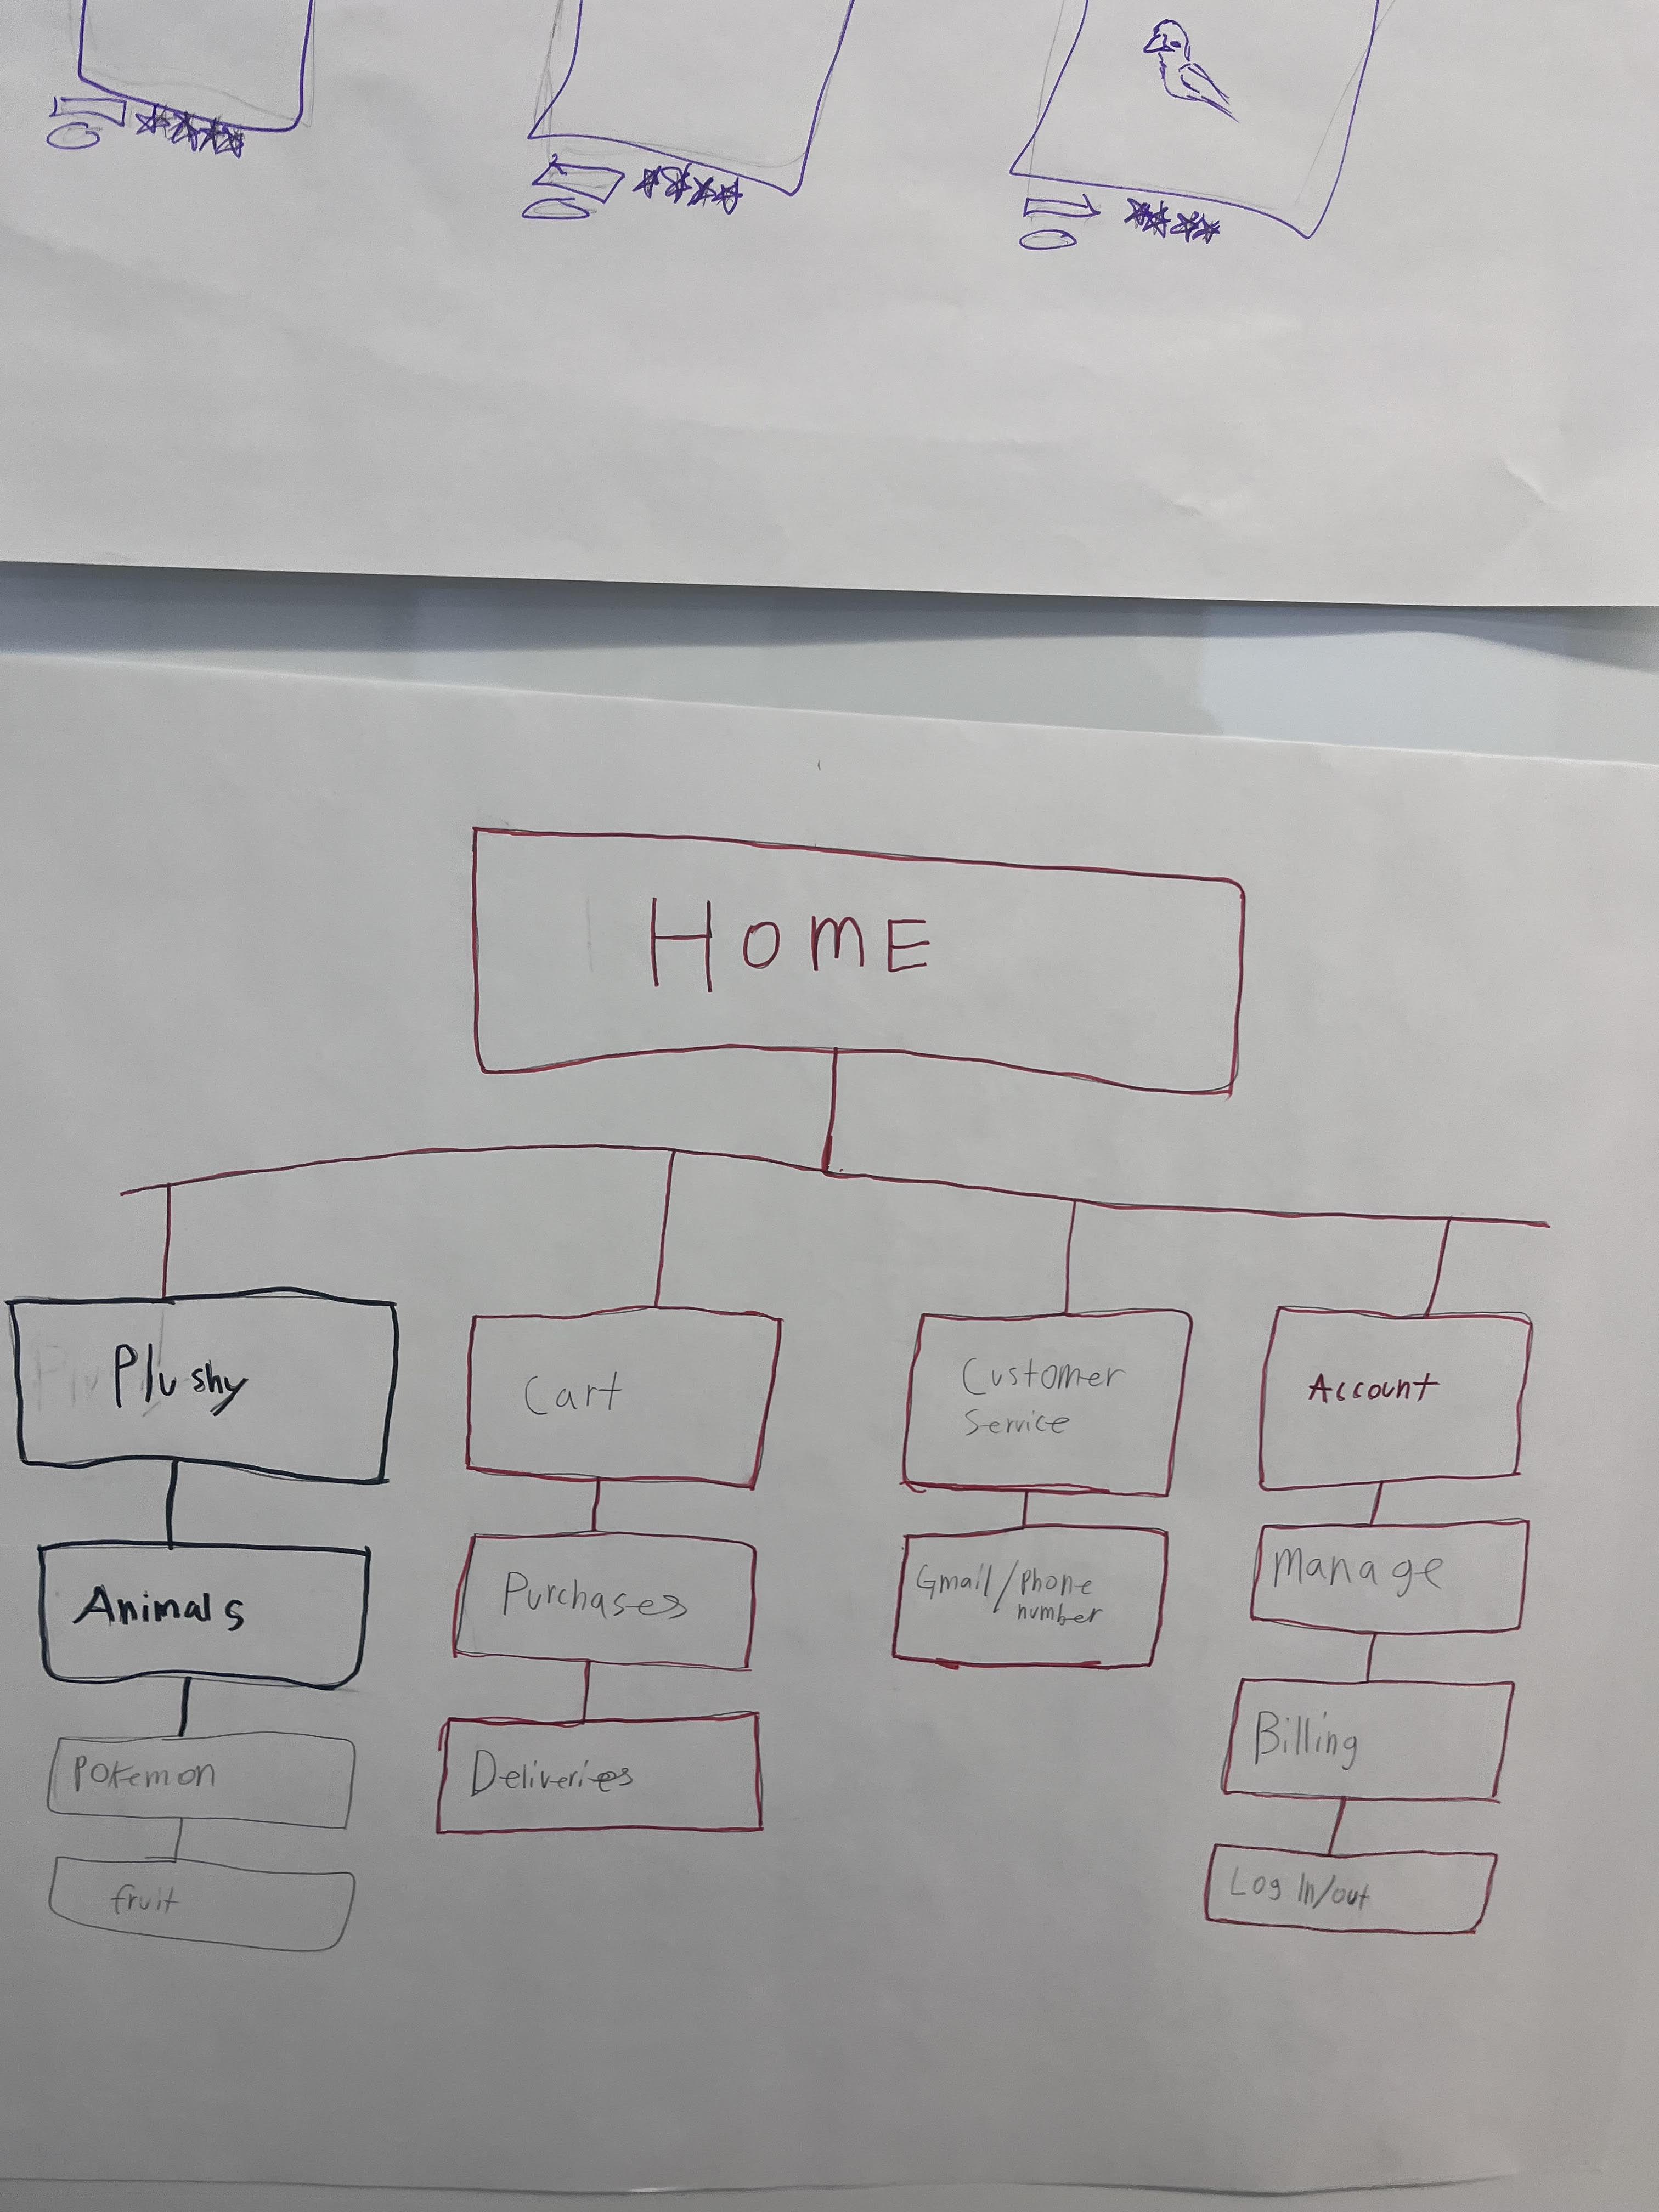 HOME
Plushy
Cart
Customer
Service
Account
Animals
Purchases
Gmail/phone
number
Manage
Pokemon
Deliveries
Billing
fruit
Log In/out